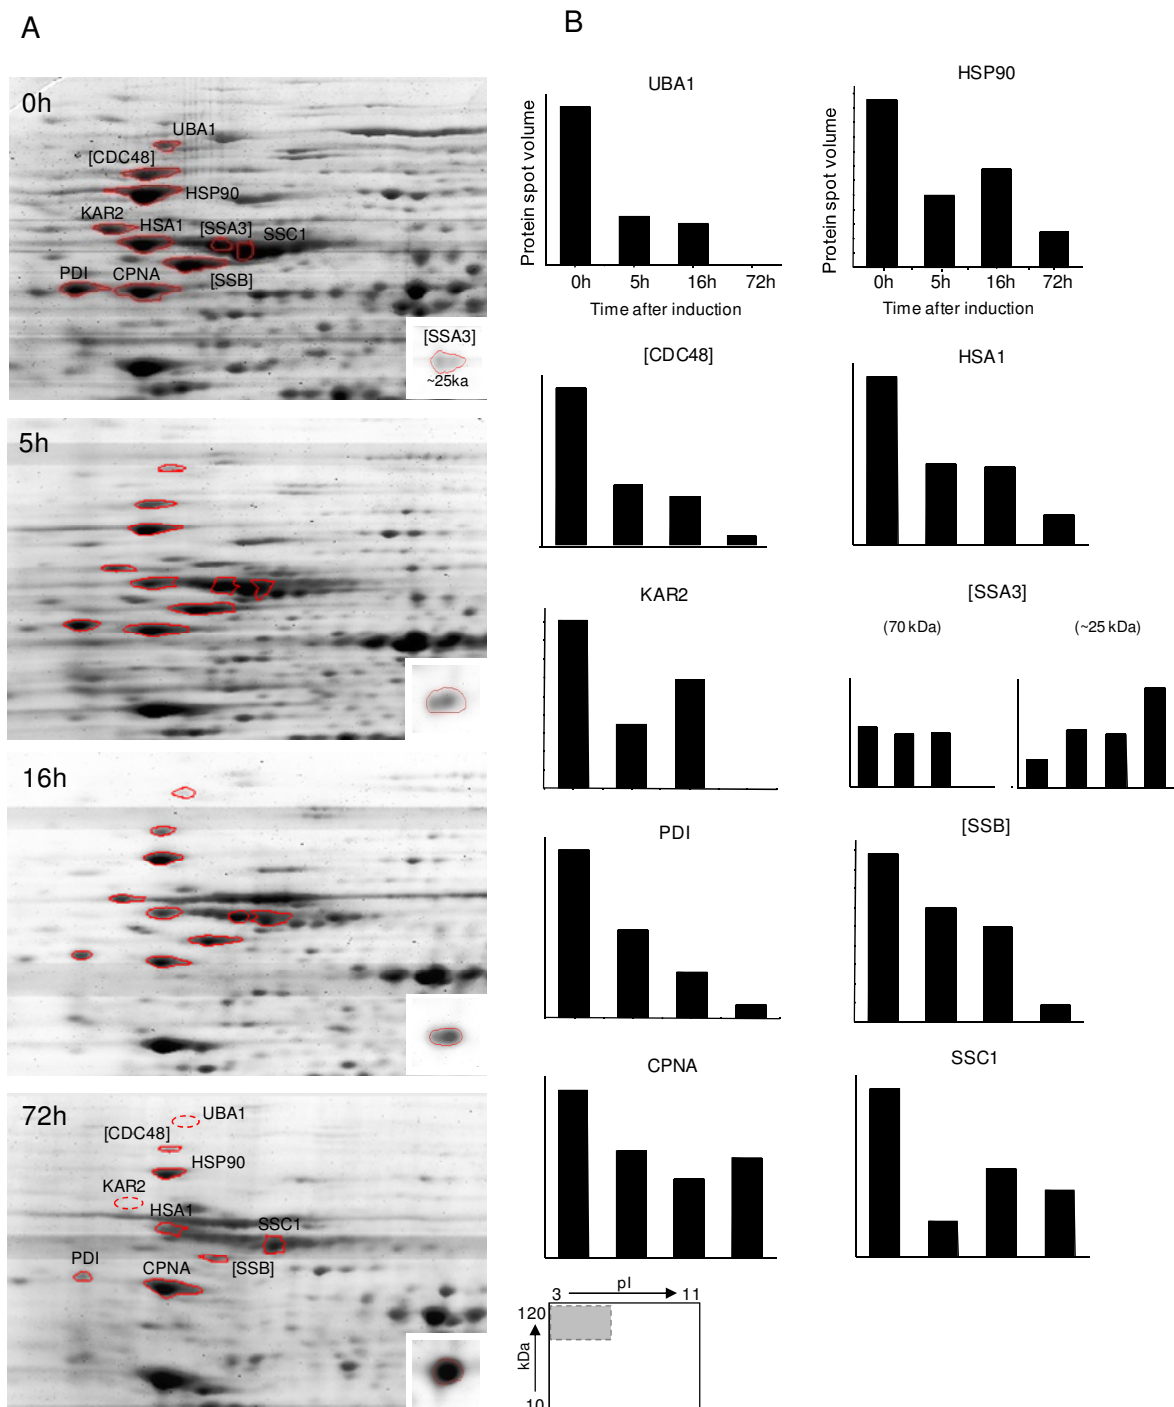 A
B
0h
UBA1
[CDC48]
HSP90
KAR2
HSA1
[SSA3]
SSC1
PDI
CPNA
[SSB]
[SSA3]
~25ka
5h
16h
72h
UBA1
[CDC48]
HSP90
KAR2
HSA1
SSC1
PDI
CPNA
[SSB]
UBA1
Protein spot volume
0h 5h 16h 72h
Time after induction
HSP90
Protein spot volume
0h 5h 16h 72h
Time after induction
[CDC48]
HSA1
KAR2
[SSA3]
(70 kDa)
(~25 kDa)
PDI
[SSB]
CPNA
SSC1
pI
3 11
120
kDa
10